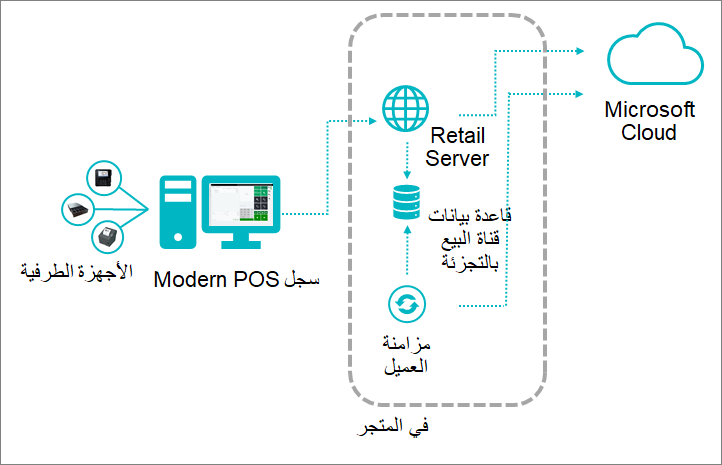 Microsoft
Cloud
Retail
Server
قاعدة بيانات
قناة البيع
بالتجزئة
سجل Modern POS
الأجهزة الطرفية
مزامنة
العميل
في المتجر